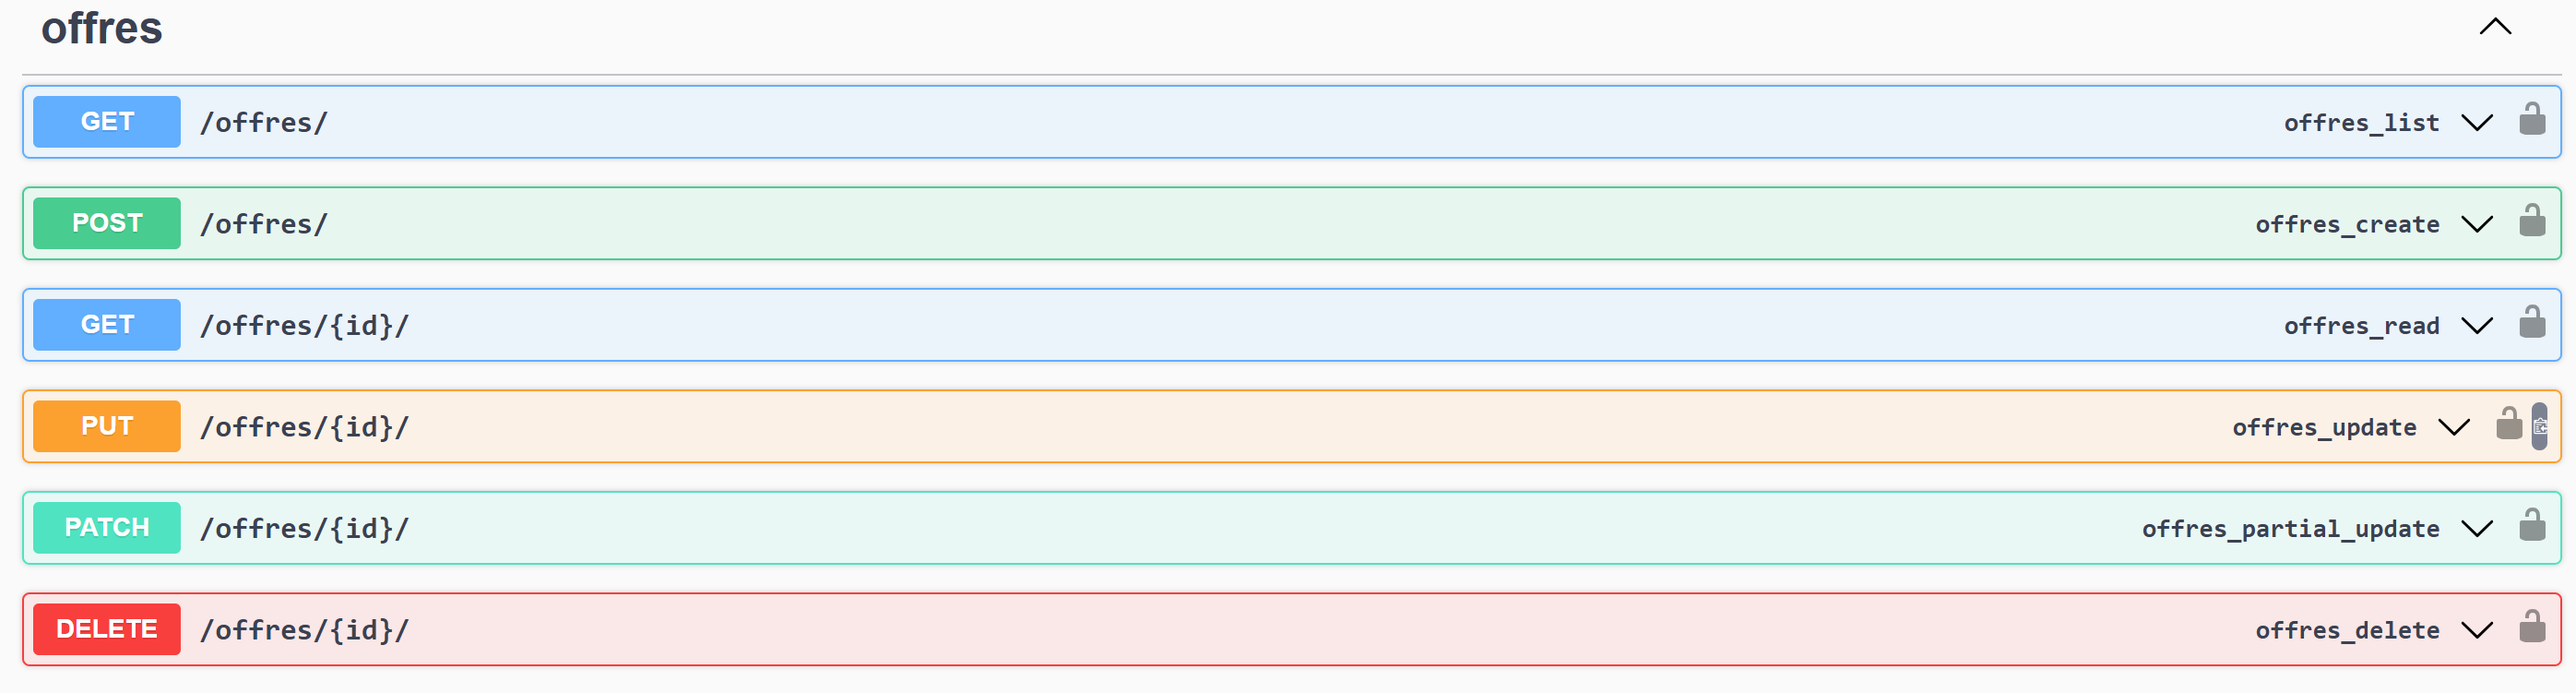 offres
GET /offres/ offres_list
POST /offres/ offres_create
GET /offres/{id}/ offres_read
PUT /offres/{id}/ offres_update
PATCH /offres/{id}/ offres_partial_update
DELETE /offres/{id}/ offres_delete